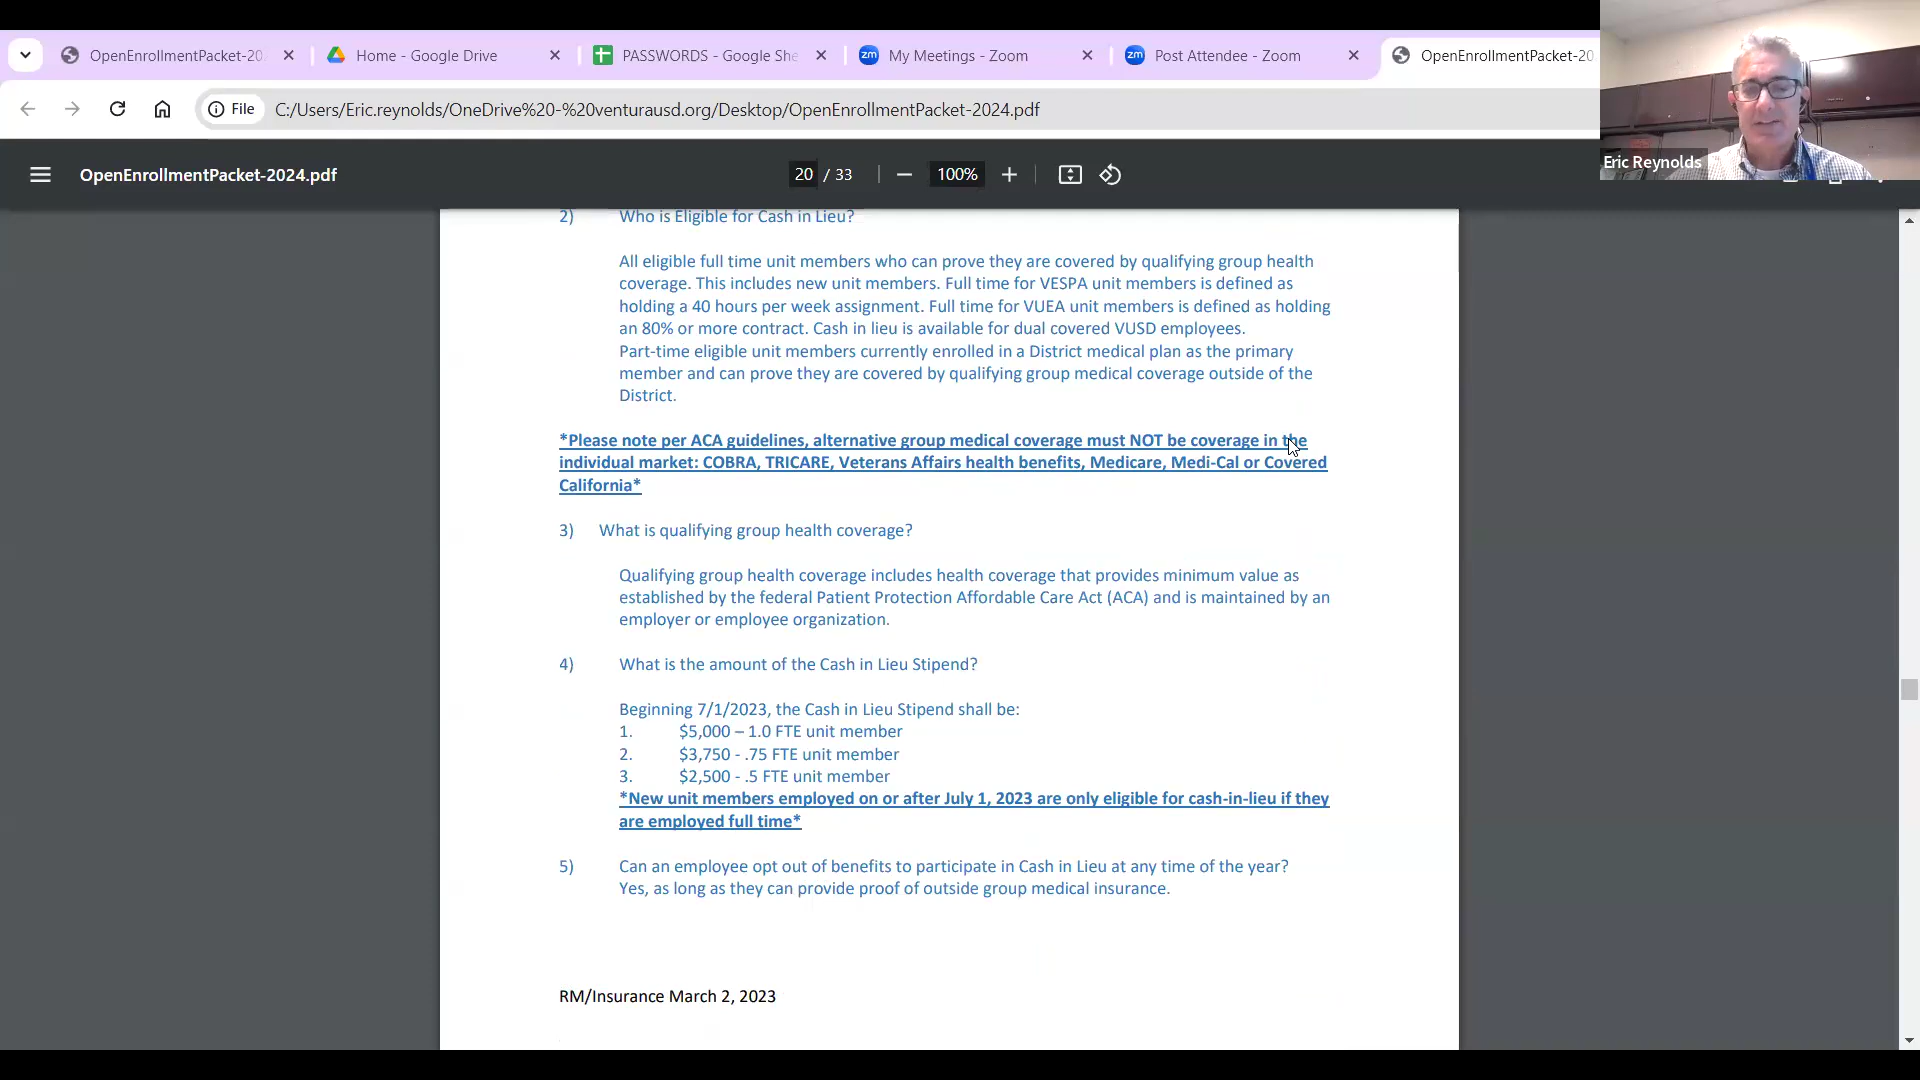 OpenEnrollmentPacket-20
Home - Google Drive
PASSWORDS - Google She
zm
My Meetings - Zoom
zm
Post Attendee - Zoom
OpenEnrollmentPacket-20
File
C:/Users/Eric.reynolds/OneDrive%20-%20venturausd.org/Desktop/OpenEnrollmentPacket-2024.pdf
OpenEnrollmentPacket-2024.pdf
20 / 33
100%
Eric Reynolds
2) Who is Eligible for Cash in Lieu?
All eligible full time unit members who can prove they are covered by qualifying group health
coverage. This includes new unit members. Full time for VESPA unit members is defined as
holding a 40 hours per week assignment. Full time for VUEA unit members is defined as holding
an 80% or more contract. Cash in lieu is available for dual covered VUSD employees.
Part-time eligible unit members currently enrolled in a District medical plan as the primary
member and can prove they are covered by qualifying group medical coverage outside of the
District.
*Please note per ACA guidelines, alternative group medical coverage must NOT be coverage in the
individual market: COBRA, TRICARE, Veterans Affairs health benefits, Medicare, Medi-Cal or Covered
California*
3) What is qualifying group health coverage?
Qualifying group health coverage includes health coverage that provides minimum value as
established by the federal Patient Protection Affordable Care Act (ACA) and is maintained by an
employer or employee organization.
4) What is the amount of the Cash in Lieu Stipend?
Beginning 7/1/2023, the Cash in Lieu Stipend shall be:
1. $5,000 – 1.0 FTE unit member
2. $3,750 - .75 FTE unit member
3. $2,500 - .5 FTE unit member
*New unit members employed on or after July 1, 2023 are only eligible for cash-in-lieu if they
are employed full time*
5) Can an employee opt out of benefits to participate in Cash in Lieu at any time of the year?
Yes, as long as they can provide proof of outside group medical insurance.
RM/Insurance March 2, 2023